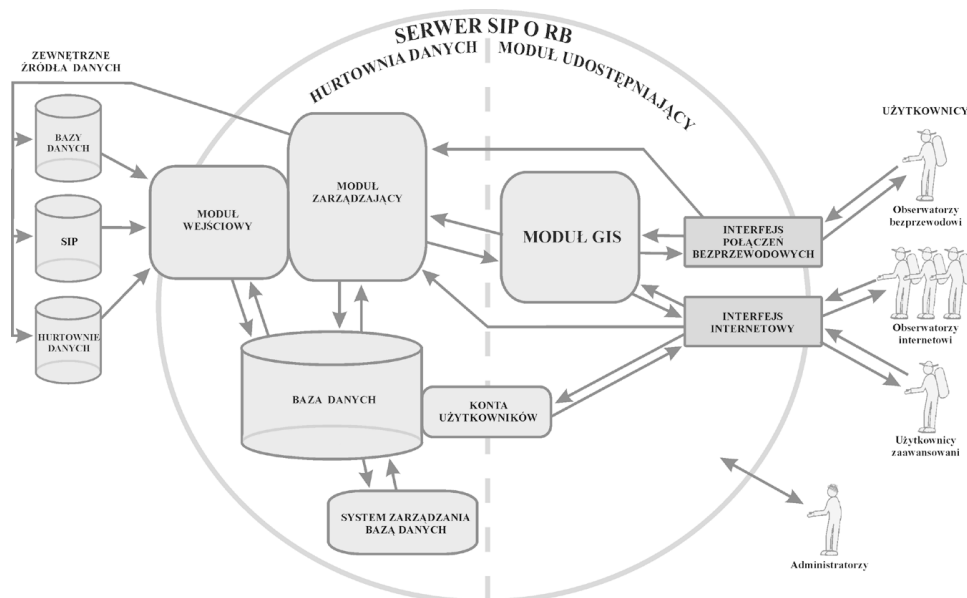 SERWER SIP O RB
HURTOWNIA DANYCH
MODUŁ UDOSTĘPNIAJĄCY
ZEWNĘTRZNE
ŹRÓDŁA DANYCH
BAZY
DANYCH
SIP
HURTOWNIE
DANYCH
MODUŁ
WEJŚCIOWY
MODUŁ
ZARZĄDZAJĄCY
MODUŁ GIS
INTERFEJS
POŁĄCZEŃ
BEZPRZEWODOWYCH
INTERFEJS
INTERNETOWY
BAZA DANYCH
KONTA
UŻYTKOWNIKÓW
SYSTEM ZARZĄDZANIA
BAZĄ DANYCH
UŻYTKOWNICY
Obserwatorzy
bezprzewodowi
Obserwatorzy
internetowi
Użytkownicy
zaawansowani
Administratorzy